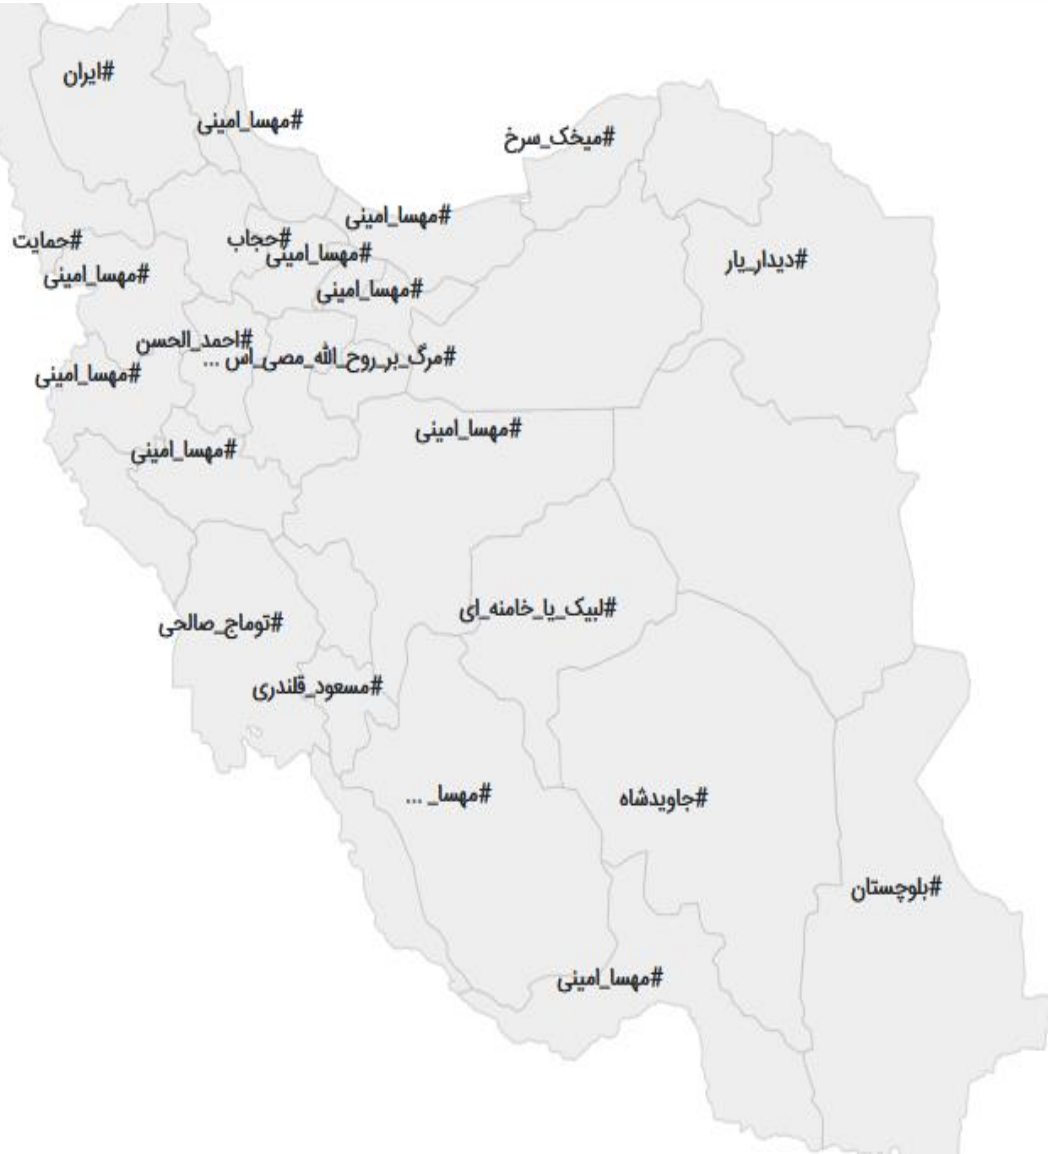 #ایران
#مهسا_امینی
#میخک_سرخ
#مهسا_امینی
#حجاب
#حمایت
#مهسا_امینی
#دیدار_یار
#مهسا_امینی
#مهسا_امینی
#احمد_الحسن
#مرگ_بر_روح_الله_مصی_اس ...
#مهسا_امینی
#مهسا_امینی
#مهسا_امینی
#لبیک_یا_خامنه_ای
#توماج_صالحی
#مسعود_قلندری
#مهسا_ ...
#جاویدشاه
#بلوچستان
#مهسا_امینی